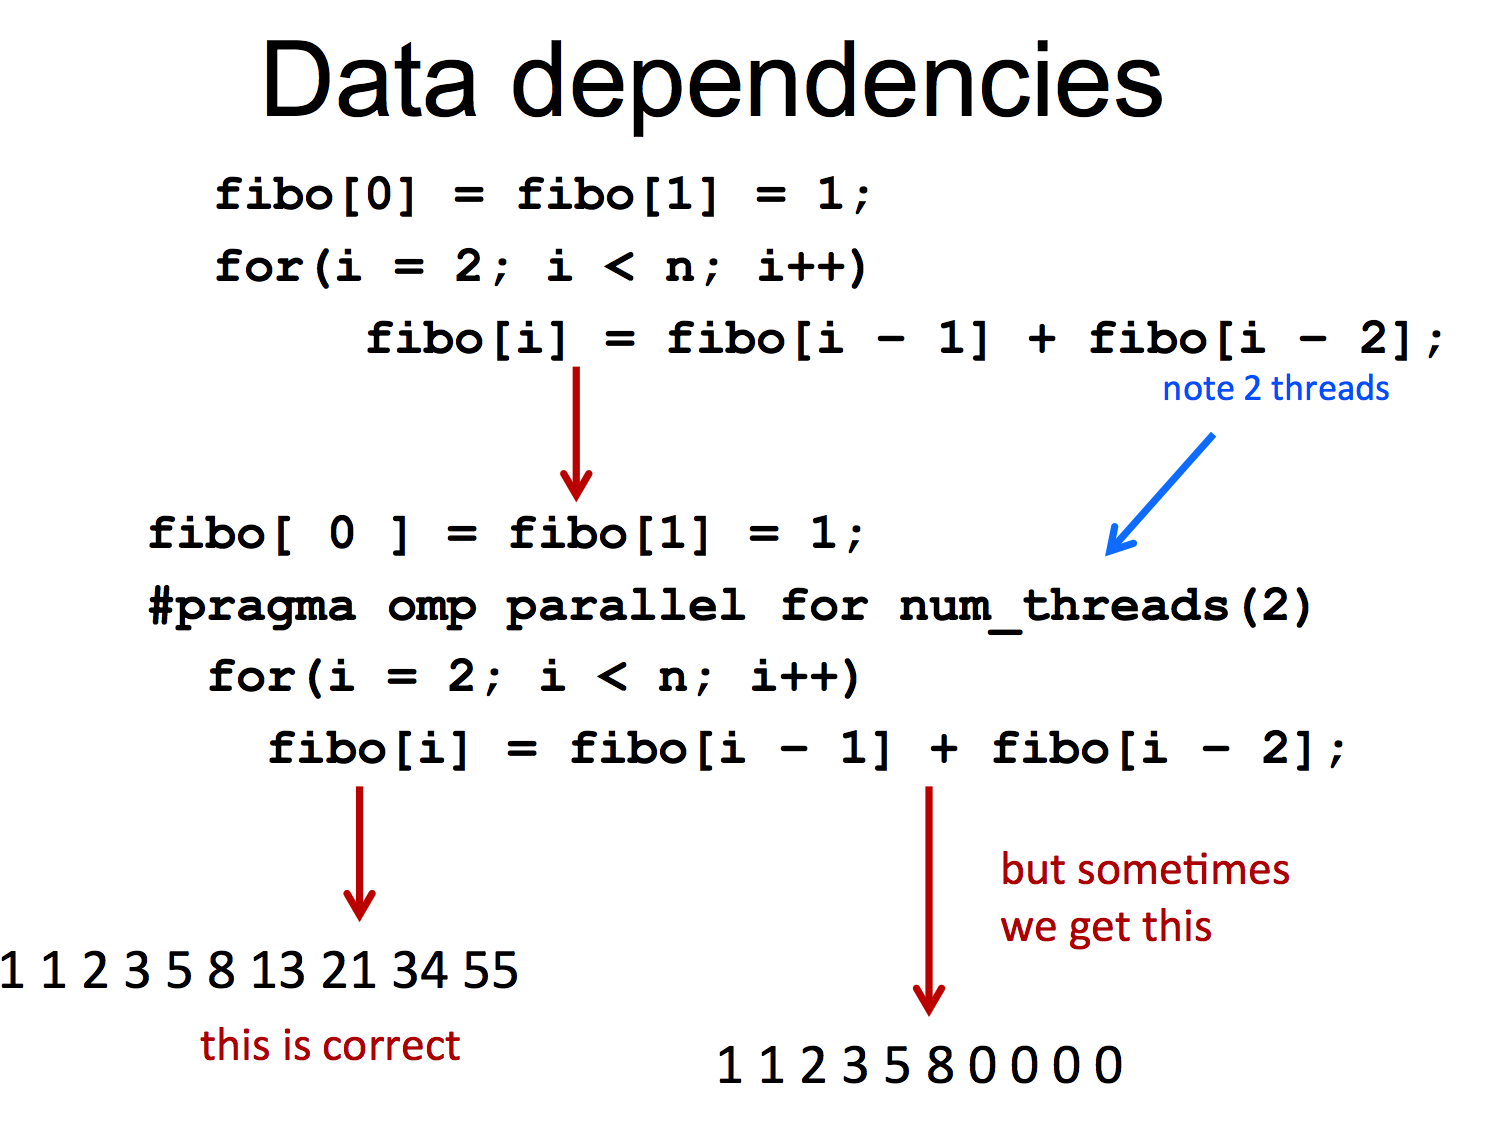 Data dependencies
fibo[0] = fibo[1] = 1;
for(i = 2; i < n; i++)
fibo[i] = fibo[i – 1] + fibo[i – 2];
note 2 threads
fibo[ 0 ] = fibo[1] = 1;
#pragma omp parallel for num_threads(2)
for(i = 2; i < n; i++)
fibo[i] = fibo[i – 1] + fibo[i – 2];
but sometimes
we get this
1 1 2 3 5 8 13 21 34 55
this is correct
1 1 2 3 5 8 0 0 0 0